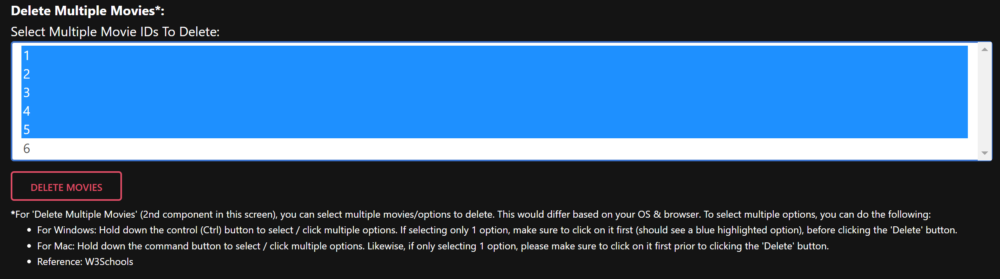 Delete Multiple Movies*:
Select Multiple Movie IDs To Delete:
1
2
3
4
5
6
DELETE MOVIES
*For 'Delete Multiple Movies' (2nd component in this screen), you can select multiple movies/options to delete. This would differ based on your OS & browser. To select multiple options, you can do the following:
• For Windows: Hold down the control (Ctrl) button to select / click multiple options. If selecting only 1 option, make sure to click on it first (should see a blue highlighted option), before clicking the 'Delete' button.
• For Mac: Hold down the command button to select / click multiple options. Likewise, if only selecting 1 option, please make sure to click on it first prior to clicking the 'Delete' button.
• Reference: W3Schools